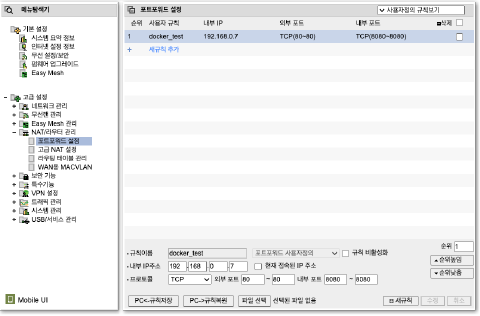 메뉴탐색기
기본 설정
시스템 요약 정보
인터넷 설정 정보
무선 설정/보안
펌웨어 업그레이드
Easy Mesh
고급 설정
네트워크 관리
무선랜 관리
Easy Mesh 관리
NAT/라우터 관리
포트포워드 설정
고급 NAT 설정
라우팅 테이블 관리
WAN용 MACVLAN
보안 기능
특수기능
VPN 설정
트래픽 관리
시스템 관리
USB/서비스 관리
Mobile UI
포트포워드 설정
사용자정의 규칙보기
순위 사용자 규칙 내부 IP 외부 포트 내부 포트 삭제
1 docker_test 192.168.0.7 TCP(80~80) TCP(8080~8080)
+ 새규칙 추가
순위 1
규칙이름 docker_test 포트포워드 사용자정의 규칙 비활성화
내부 IP주소 192 . 168 . 0 . 7 현재 접속된 IP 주소
▲순위높임
프로토콜 TCP 외부 포트 80 ~ 80 내부 포트 8080 ~ 8080
▼순위낮춤
PC<-규칙저장 PC->규칙복원 파일 선택 선택된 파일 없음 새규칙 수정 취소